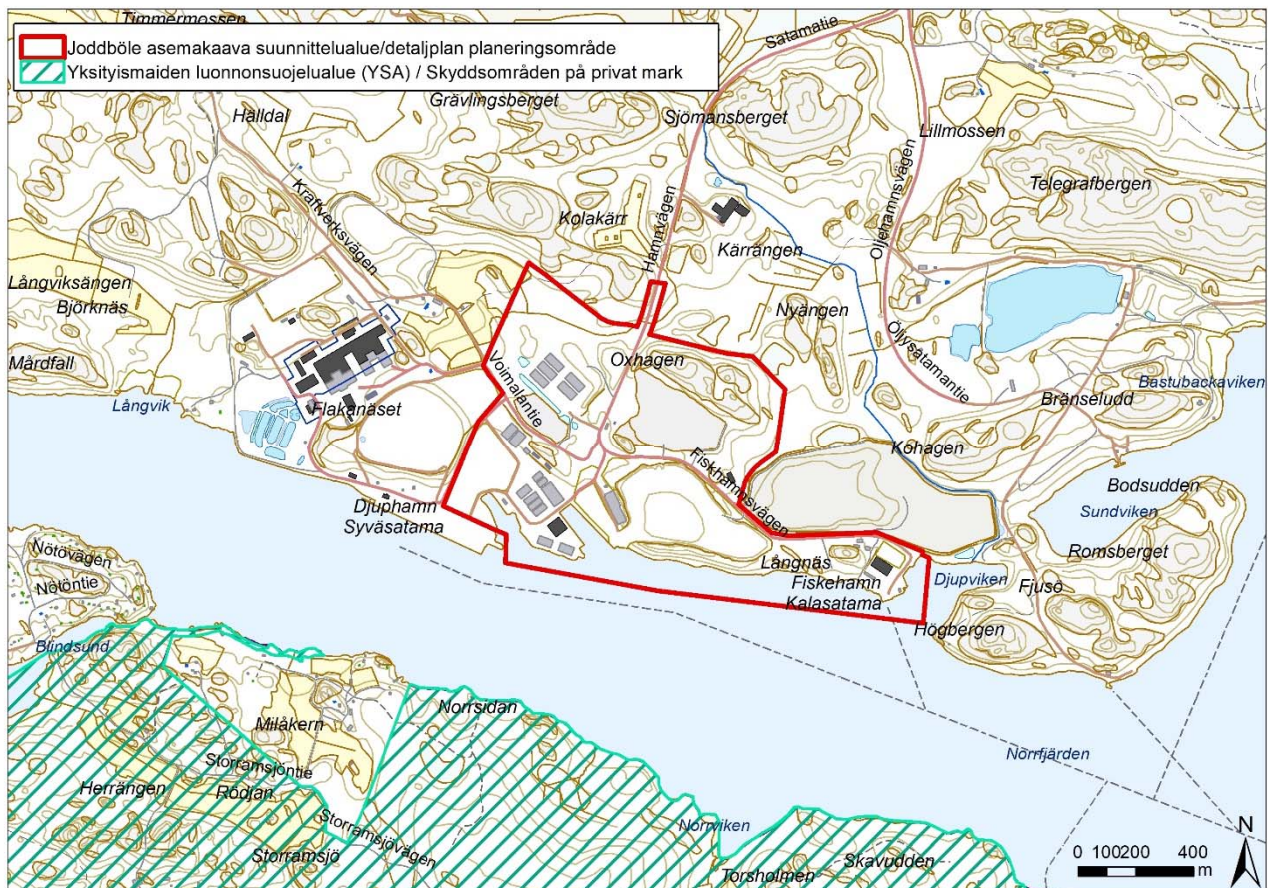 Timmermossen
Satamatie
Joddböle asemakaava suunnittelualue/detaljplan planeringsområde
Yksityismaiden luonnonsuojelualue (YSA) / Skyddsområden på privat mark
Grävlingsberget
Hälldal
Sjömansberget
Lillmossen
Telegrafbergen
Kraftverksvägen
Kolakärr
Hamnvägen
Kärrängen
Oljehamnsvägen
Långviksängen
Björknäs
Nyängen
Mårdfall
Oxhagen
Öljysatamantie
Långvik
Flakanäset
Voimalantie
Bastubackaviken
Bränseludd
Kohagen
Fiskhamnsvägen
Bodsudden
Sundviken
Djuphamn
Syväsatama
Romsberget
Långnäs
Fiskehamn
Kalasatama
Djupviken
Fjusö
Högbergen
Nötövägen
Nötöntie
Blindsund
Norrsidan
Milåkern
Norrfjärden
Storramsjöntie
Herrängen
Rödjan
Storramsjövägen
Storramsjö
Norrviken
Skavudden
Torsholmen
N
0 100200 400
m